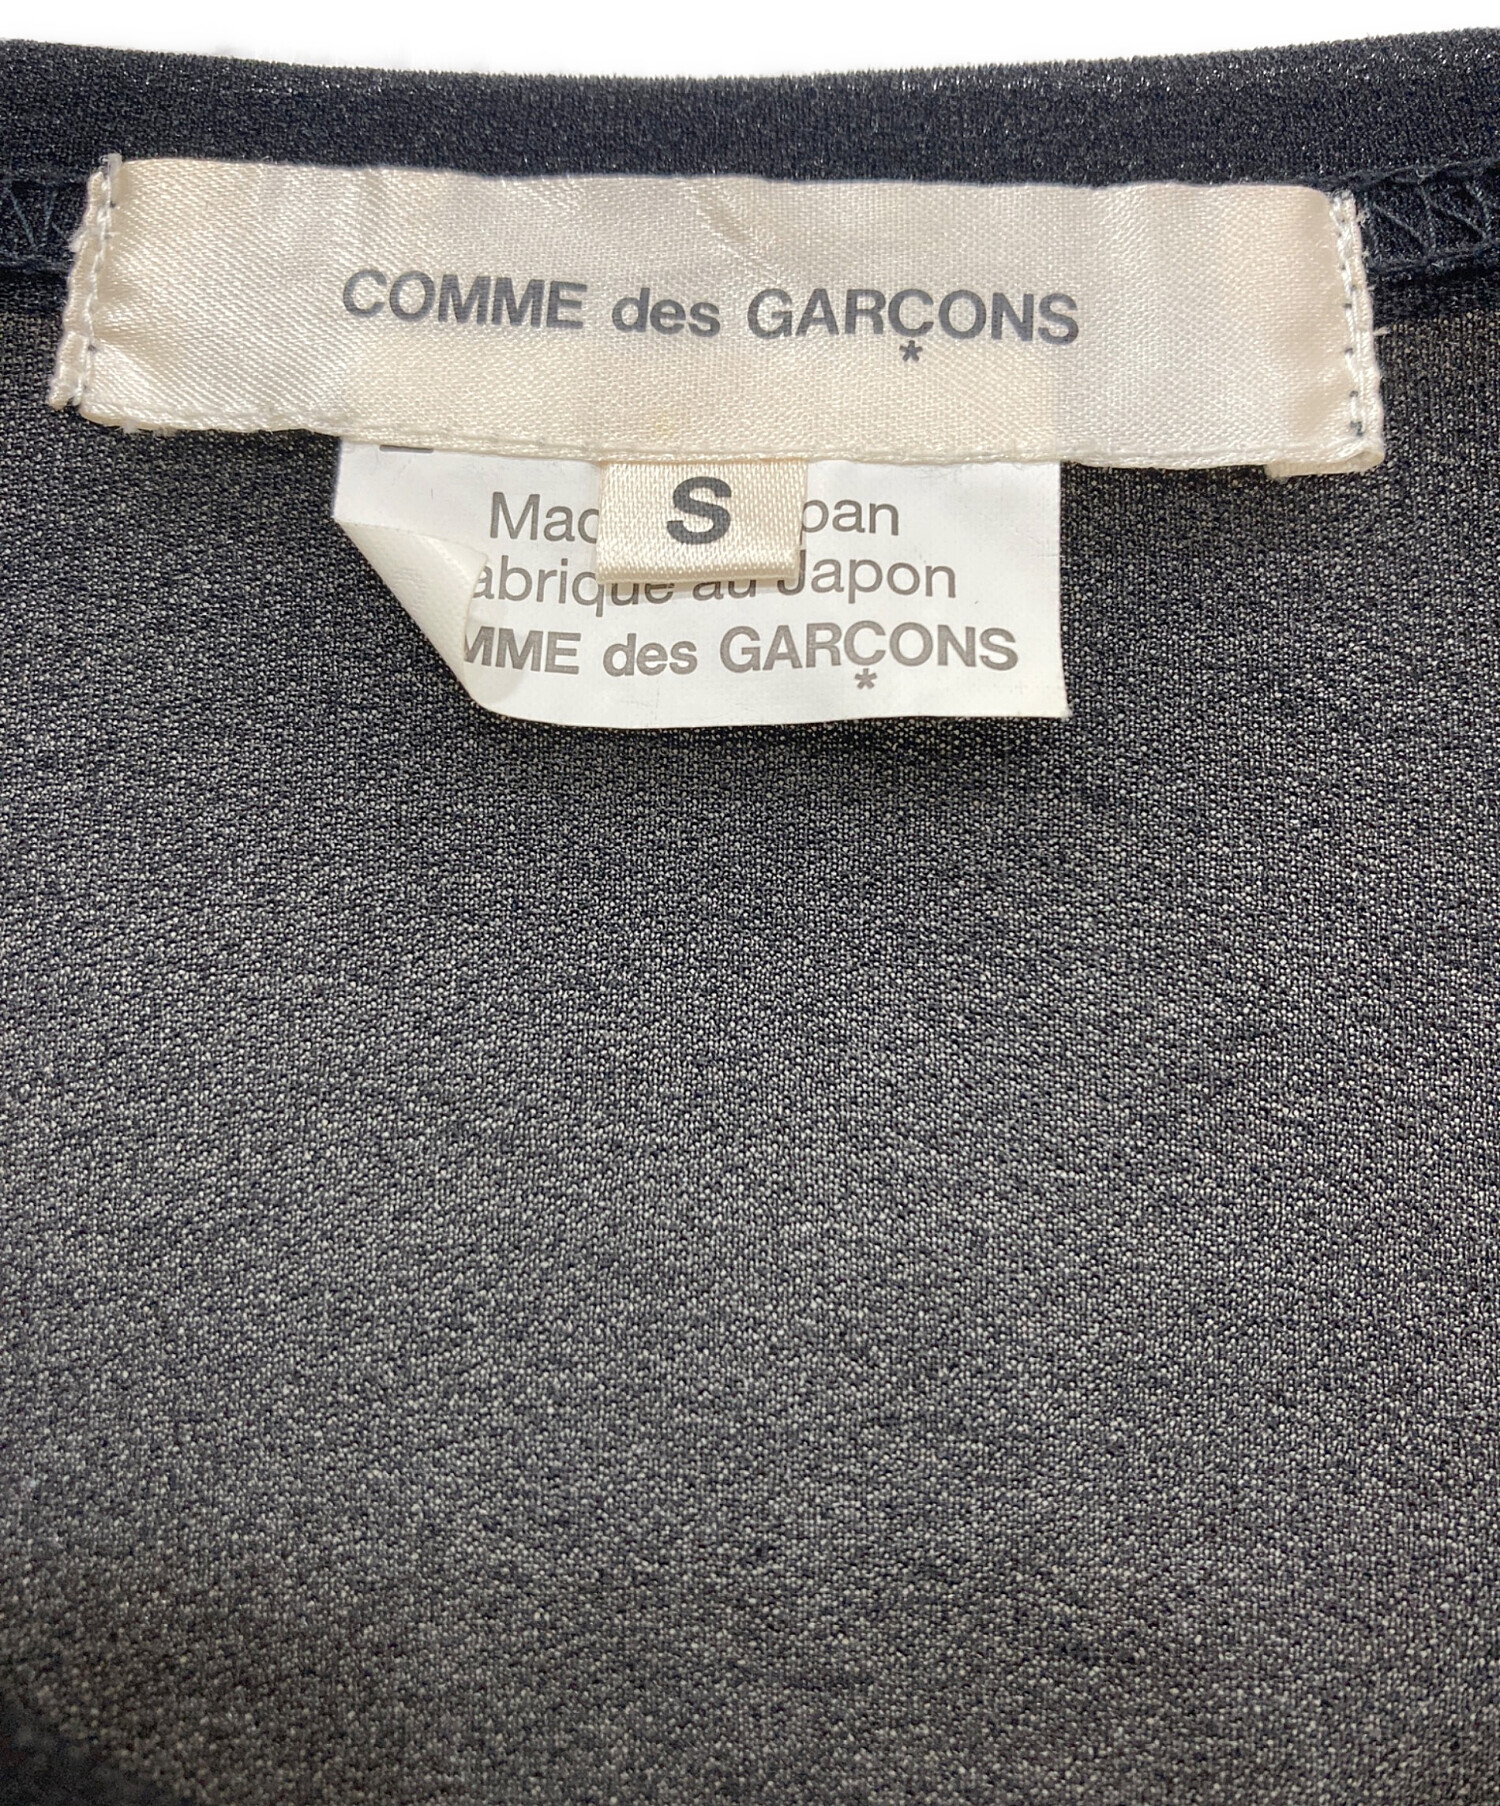 COMME des GARÇONS
*
S
Mac pan
abrique au Japon
MME des GARÇONS
*